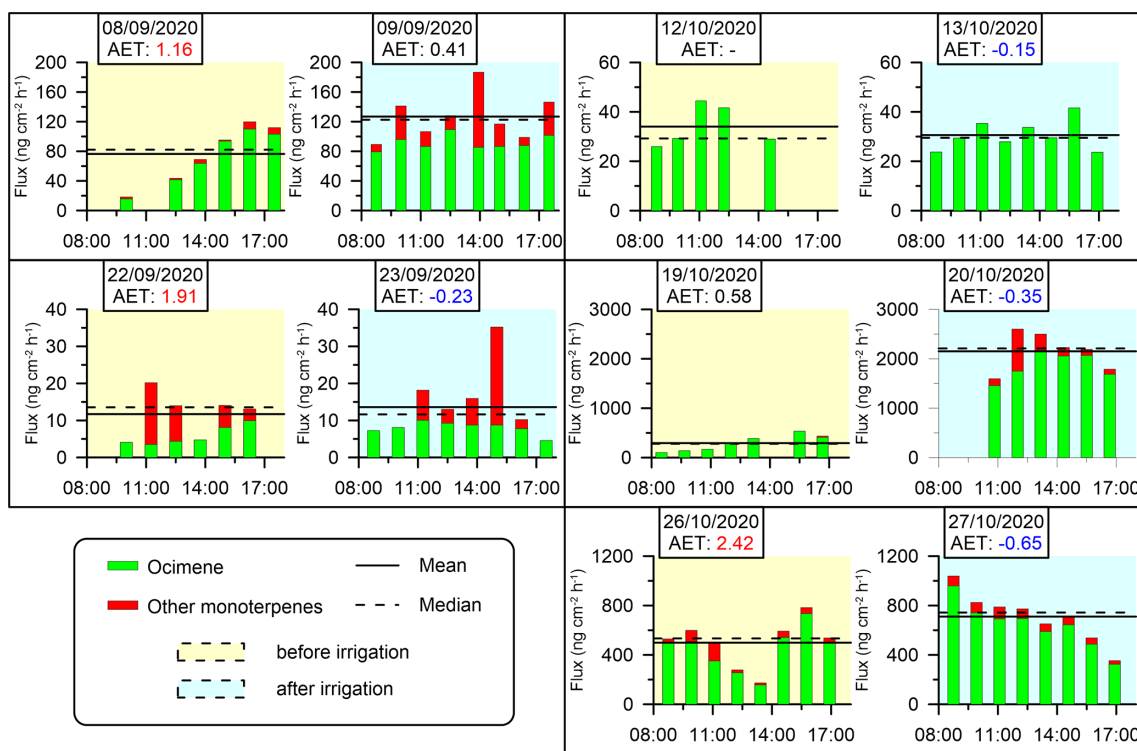 08/09/2020
AET: 1.16
09/09/2020
AET: 0.41
12/10/2020
AET: -
13/10/2020
AET: -0.15
Flux (ng cm⁻² h⁻¹)
200
160
120
80
40
0
08:00 11:00 14:00 17:00
Flux (ng cm⁻² h⁻¹)
200
160
120
80
40
0
08:00 11:00 14:00 17:00
Flux (ng cm⁻² h⁻¹)
60
40
20
0
08:00 11:00 14:00 17:00
Flux (ng cm⁻² h⁻¹)
60
40
20
0
08:00 11:00 14:00 17:00
22/09/2020
AET: 1.91
23/09/2020
AET: -0.23
19/10/2020
AET: 0.58
20/10/2020
AET: -0.35
Flux (ng cm⁻² h⁻¹)
40
30
20
10
0
08:00 11:00 14:00 17:00
Flux (ng cm⁻² h⁻¹)
40
30
20
10
0
08:00 11:00 14:00 17:00
Flux (ng cm⁻² h⁻¹)
3000
2000
1000
0
08:00 11:00 14:00 17:00
Flux (ng cm⁻² h⁻¹)
3000
2000
1000
0
08:00 11:00 14:00 17:00
26/10/2020
AET: 2.42
27/10/2020
AET: -0.65
Flux (ng cm⁻² h⁻¹)
1200
800
400
0
08:00 11:00 14:00 17:00
Flux (ng cm⁻² h⁻¹)
1200
800
400
0
08:00 11:00 14:00 17:00
Ocimene
Mean
Other monoterpenes
Median
before irrigation
after irrigation